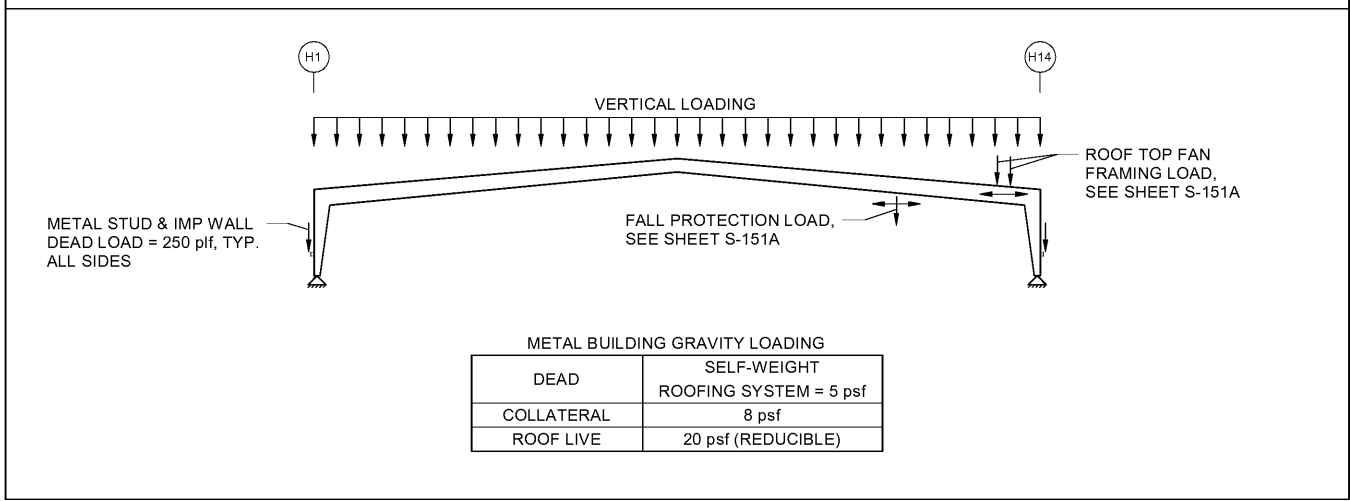 H1
H14
VERTICAL LOADING
ROOF TOP FAN
FRAMING LOAD,
SEE SHEET S-151A
METAL STUD & IMP WALL
DEAD LOAD = 250 plf, TYP.
ALL SIDES
FALL PROTECTION LOAD,
SEE SHEET S-151A
METAL BUILDING GRAVITY LOADING
DEAD
SELF-WEIGHT
ROOFING SYSTEM = 5 psf
COLLATERAL
8 psf
ROOF LIVE
20 psf (REDUCIBLE)